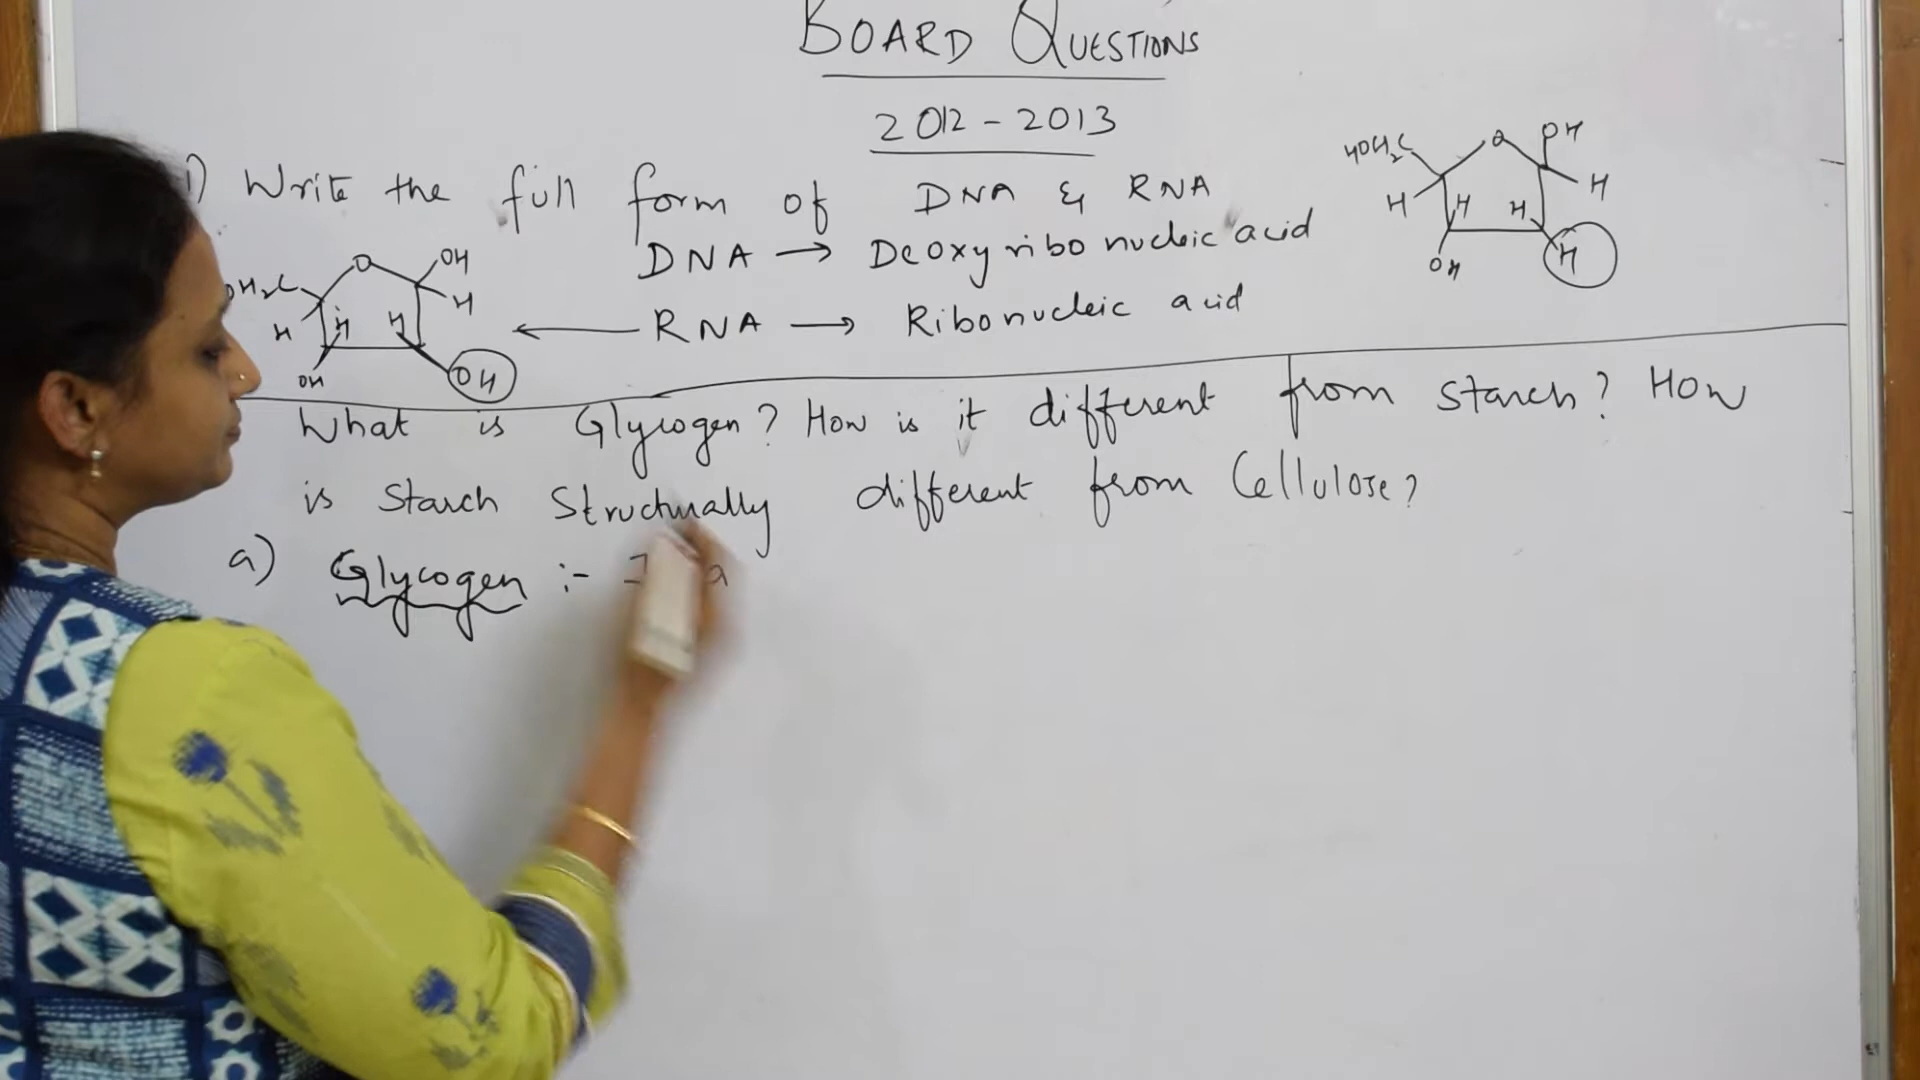 BOARD QUESTIONS
2012 - 2013
1) Write the full form of DNA & RNA
DNA → Deoxyribo nucleic acid
RNA → Ribonucleic acid
O
OH
H
OH₂C
H
H
H
OH
OH
HOH₂C
O
OH
H
H
H
H
OH
H
What is Glycogen? How is it different from starch? How
is starch structurally different from Cellulose?
a) Glycogen :-